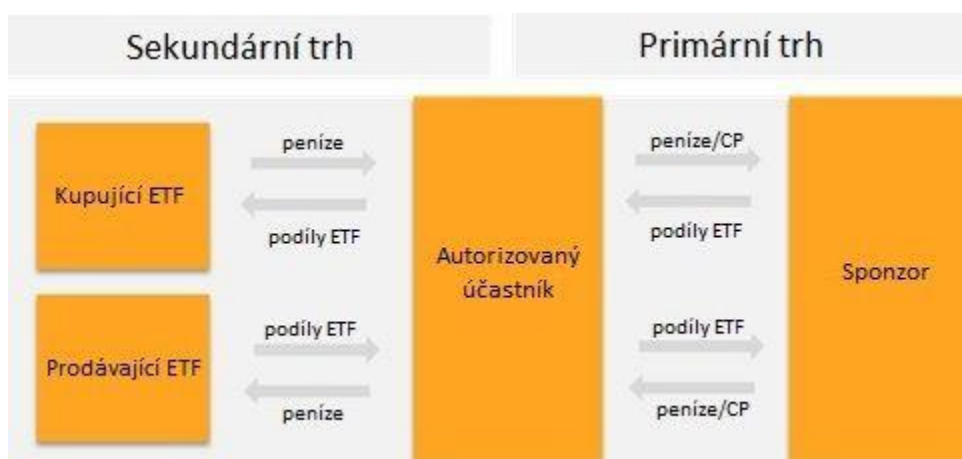 Sekundární trh
Primární trh
Kupující ETF
peníze
podíly ETF
Prodávající ETF
podíly ETF
peníze
Autorizovaný
účastník
peníze/CP
podíly ETF
podíly ETF
peníze/CP
Sponzor